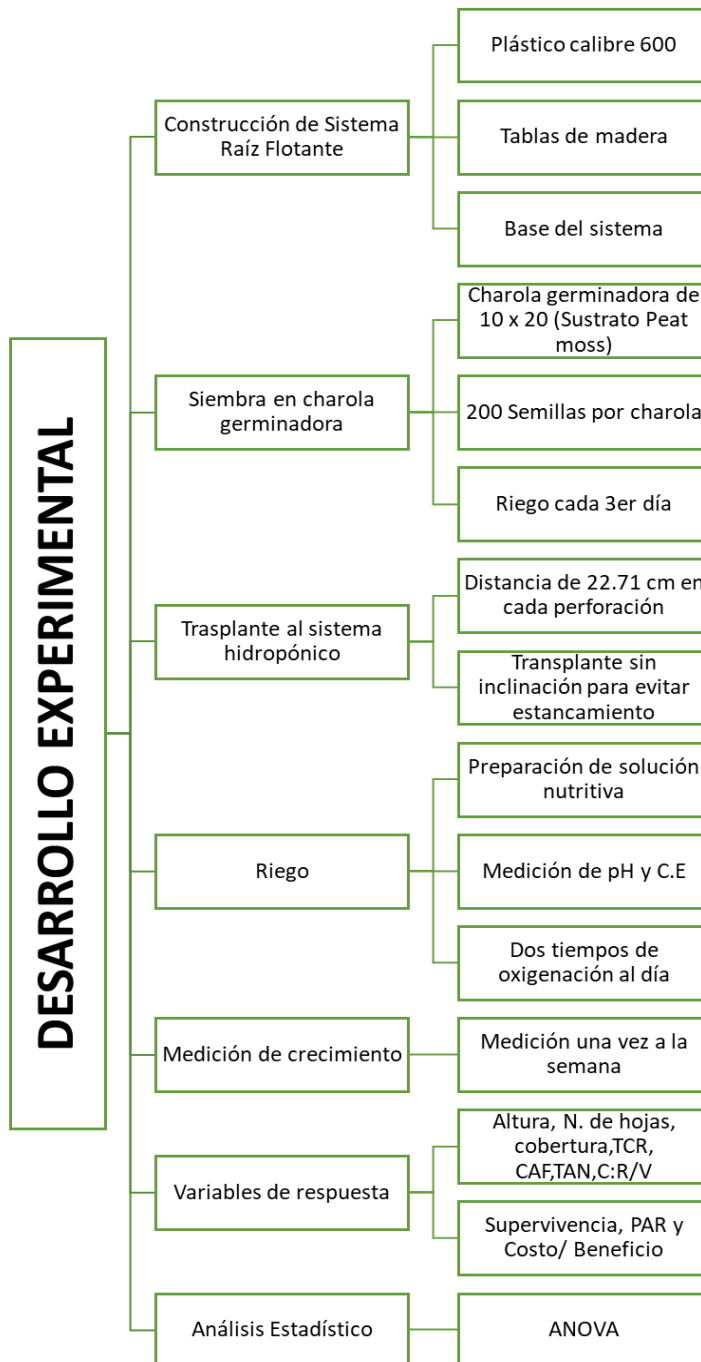 DESARROLLO EXPERIMENTAL
Construcción de Sistema
Raíz Flotante
Plástico calibre 600
Tablas de madera
Base del sistema
Siembra en charola
germinadora
Charola germinadora de
10 x 20 (Sustrato Peat
moss)
200 Semillas por charola
Riego cada 3er día
Trasplante al sistema
hidropónico
Distancia de 22.71 cm en
cada perforación
Transplante sin
inclinación para evitar
estancamiento
Riego
Preparación de solución
nutritiva
Medición de pH y C.E
Dos tiempos de
oxigenación al día
Medición de crecimiento
Medición una vez a la
semana
Variables de respuesta
Altura, N. de hojas,
cobertura,TCR,
CAF,TAN,C:R/V
Supervivencia, PAR y
Costo/ Beneficio
Análisis Estadístico
ANOVA